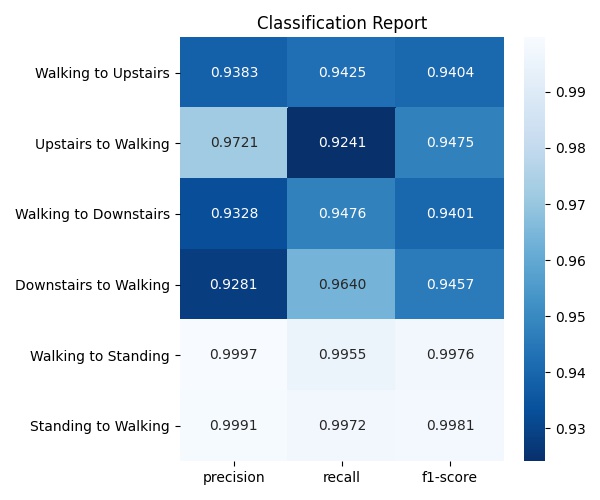 Classification Report
Walking to Upstairs 0.9383 0.9425 0.9404
0.99
Upstairs to Walking 0.9721 0.9241 0.9475
0.98
0.97
Walking to Downstairs 0.9328 0.9476 0.9401
0.96
Downstairs to Walking 0.9281 0.9640 0.9457
0.95
Walking to Standing 0.9997 0.9955 0.9976
0.94
Standing to Walking 0.9991 0.9972 0.9981
0.93
precision recall f1-score